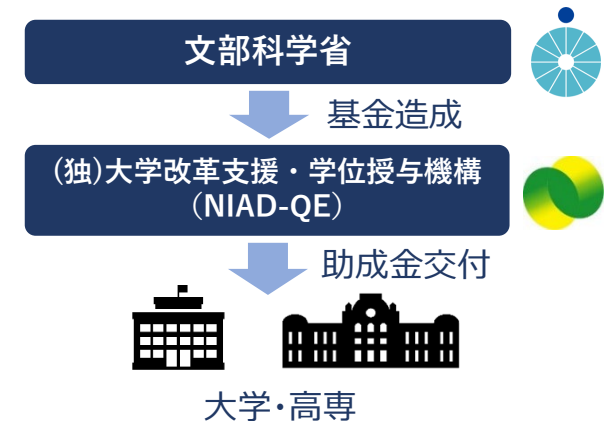 文部科学省
基金造成
(独)大学改革支援・学位授与機構
(NIAD-QE)
助成金交付
大学・高専